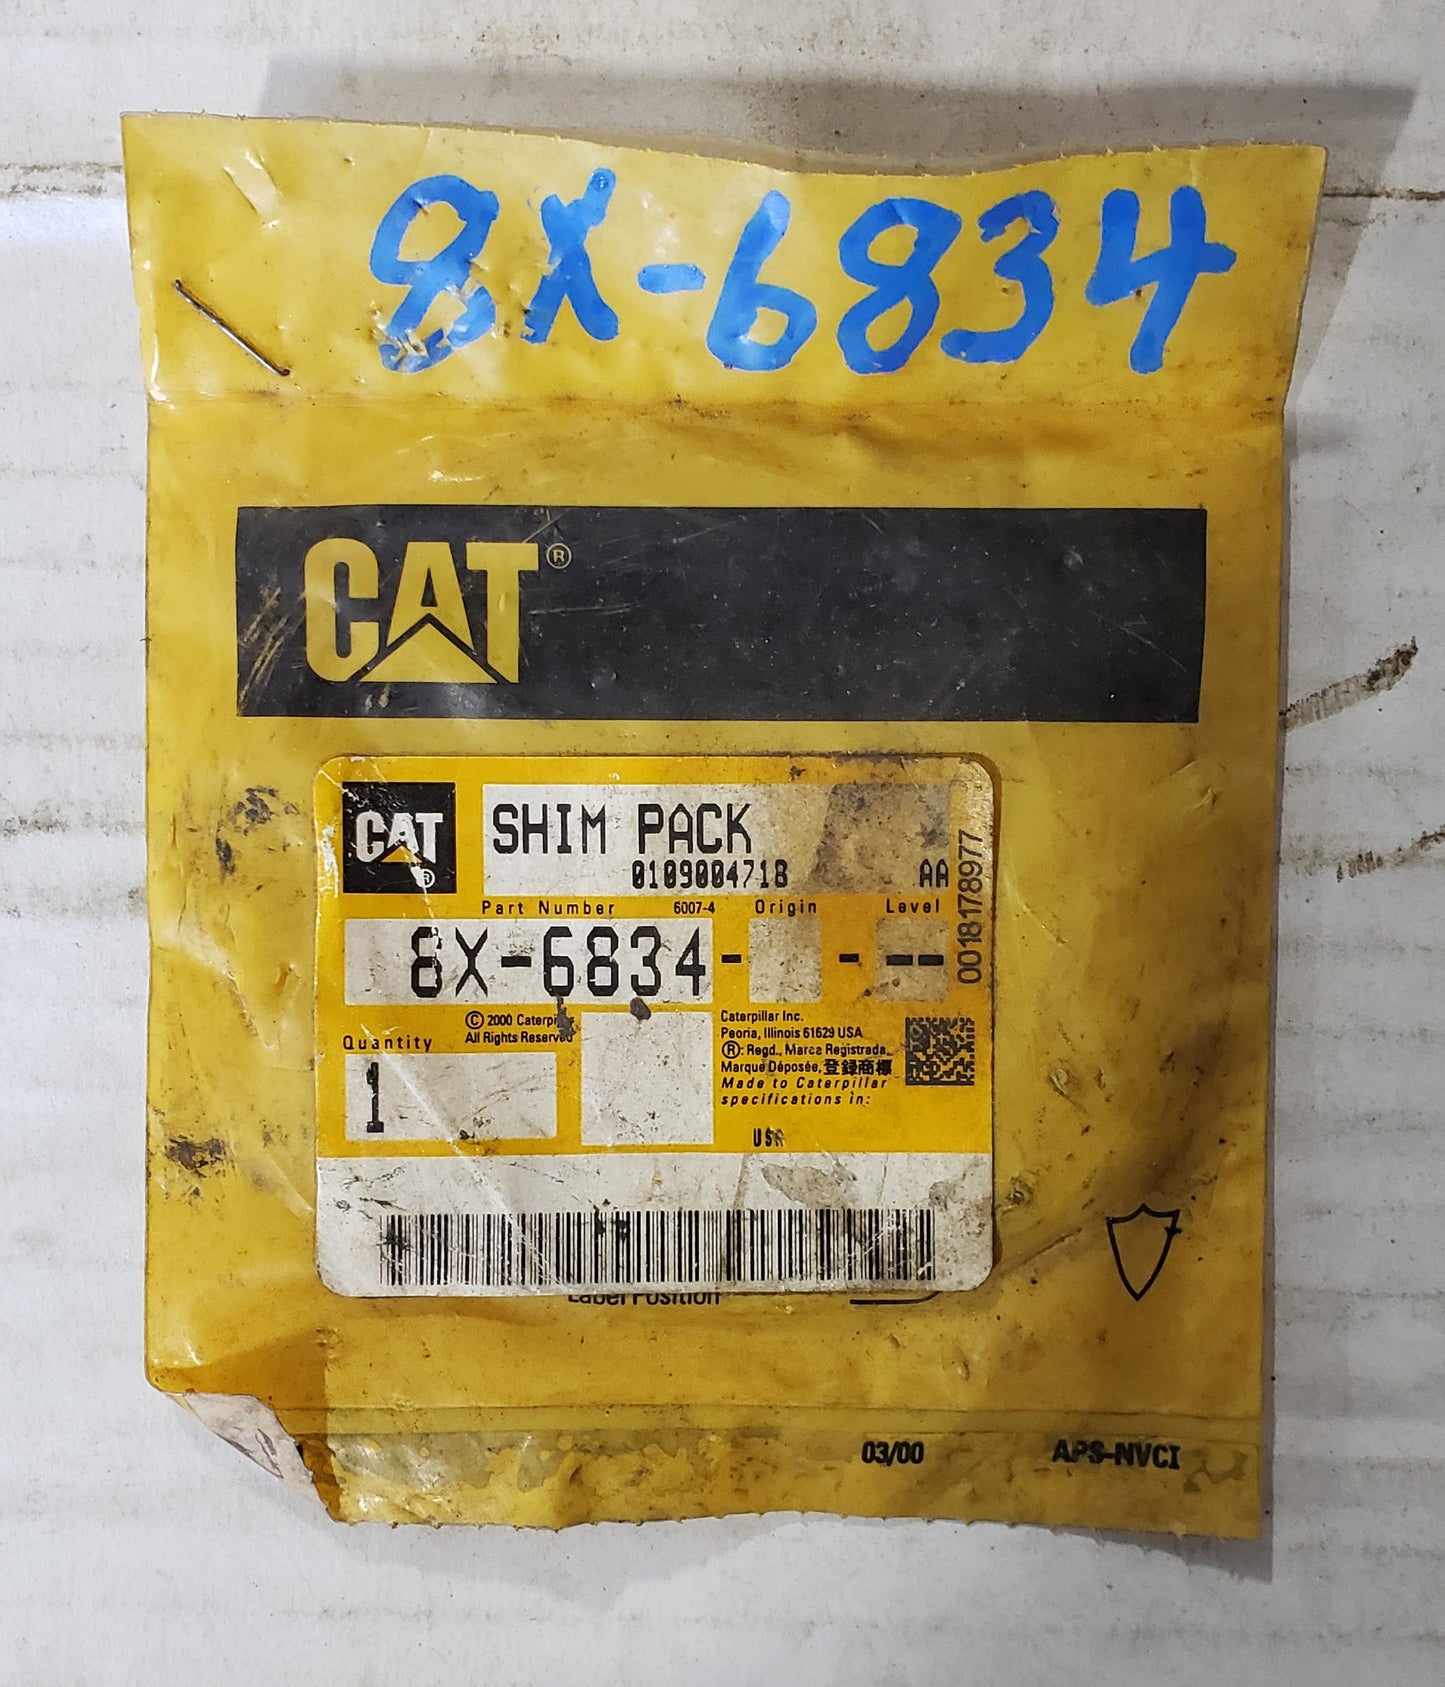 8X-6834
CAT®
CAT®
SHIM PACK
0109004718 AA
0018178977
Part Number 6007-4 Origin Level
8X-6834- - --
© 2000 Caterpillar
All Rights Reserved
Quantity
1
Caterpillar Inc.
Peoria, Illinois 61629 USA
®: Regd., Marca Registrada,
Marque Déposée, 登録商標
Made to Caterpillar
specifications in:
USA
Label Position
03/00 APS-NVCI